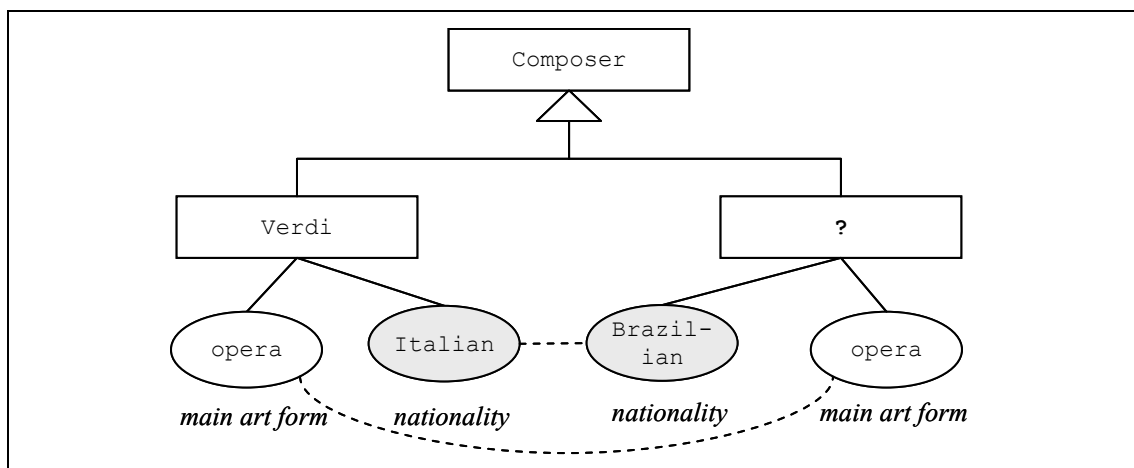 Composer
Verdi
?
opera
Italian
Brazil-
ian
opera
main art form
nationality
nationality
main art form